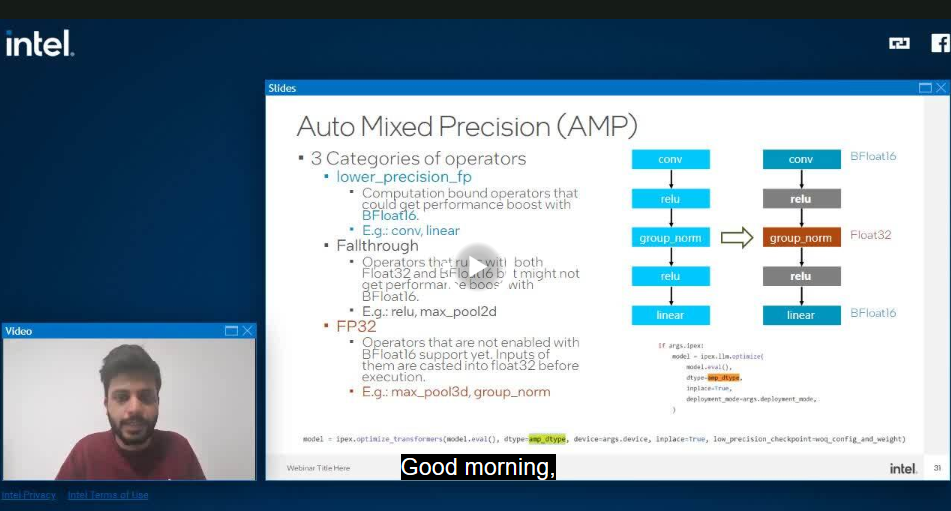 intel.
Slides
Auto Mixed Precision (AMP)
3 Categories of operators
lower_precision_fp
Computation bound operators that
could get performance boost with
BFloat16.
E.g.: conv, linear
Fallthrough
Operators that runs with both
Float32 and BFloat16 but might not
get performance boost with
BFloat16.
E.g.: relu, max_pool2d
FP32
Operators that are not enabled with
BFloat16 support yet. Inputs of
them are casted into float32 before
execution.
E.g.: max_pool3d, group_norm
conv
relu
group_norm
relu
linear
conv
BFloat16
relu
group_norm
Float32
relu
linear
BFloat16
if args.ipex:
model = ipex.llm.optimize(
model.eval(),
dtype=amp_dtype,
inplace=True,
deployment_mode=args.deployment_mode,
)
model = ipex.optimize_transformers(model.eval(), dtype=amp_dtype, device=args.device, inplace=True, low_precision_checkpoint=woq_config_and_weight)
Webinar Title Here
intel.
Video
Good morning,
Intel Privacy
Intel Terms of Use